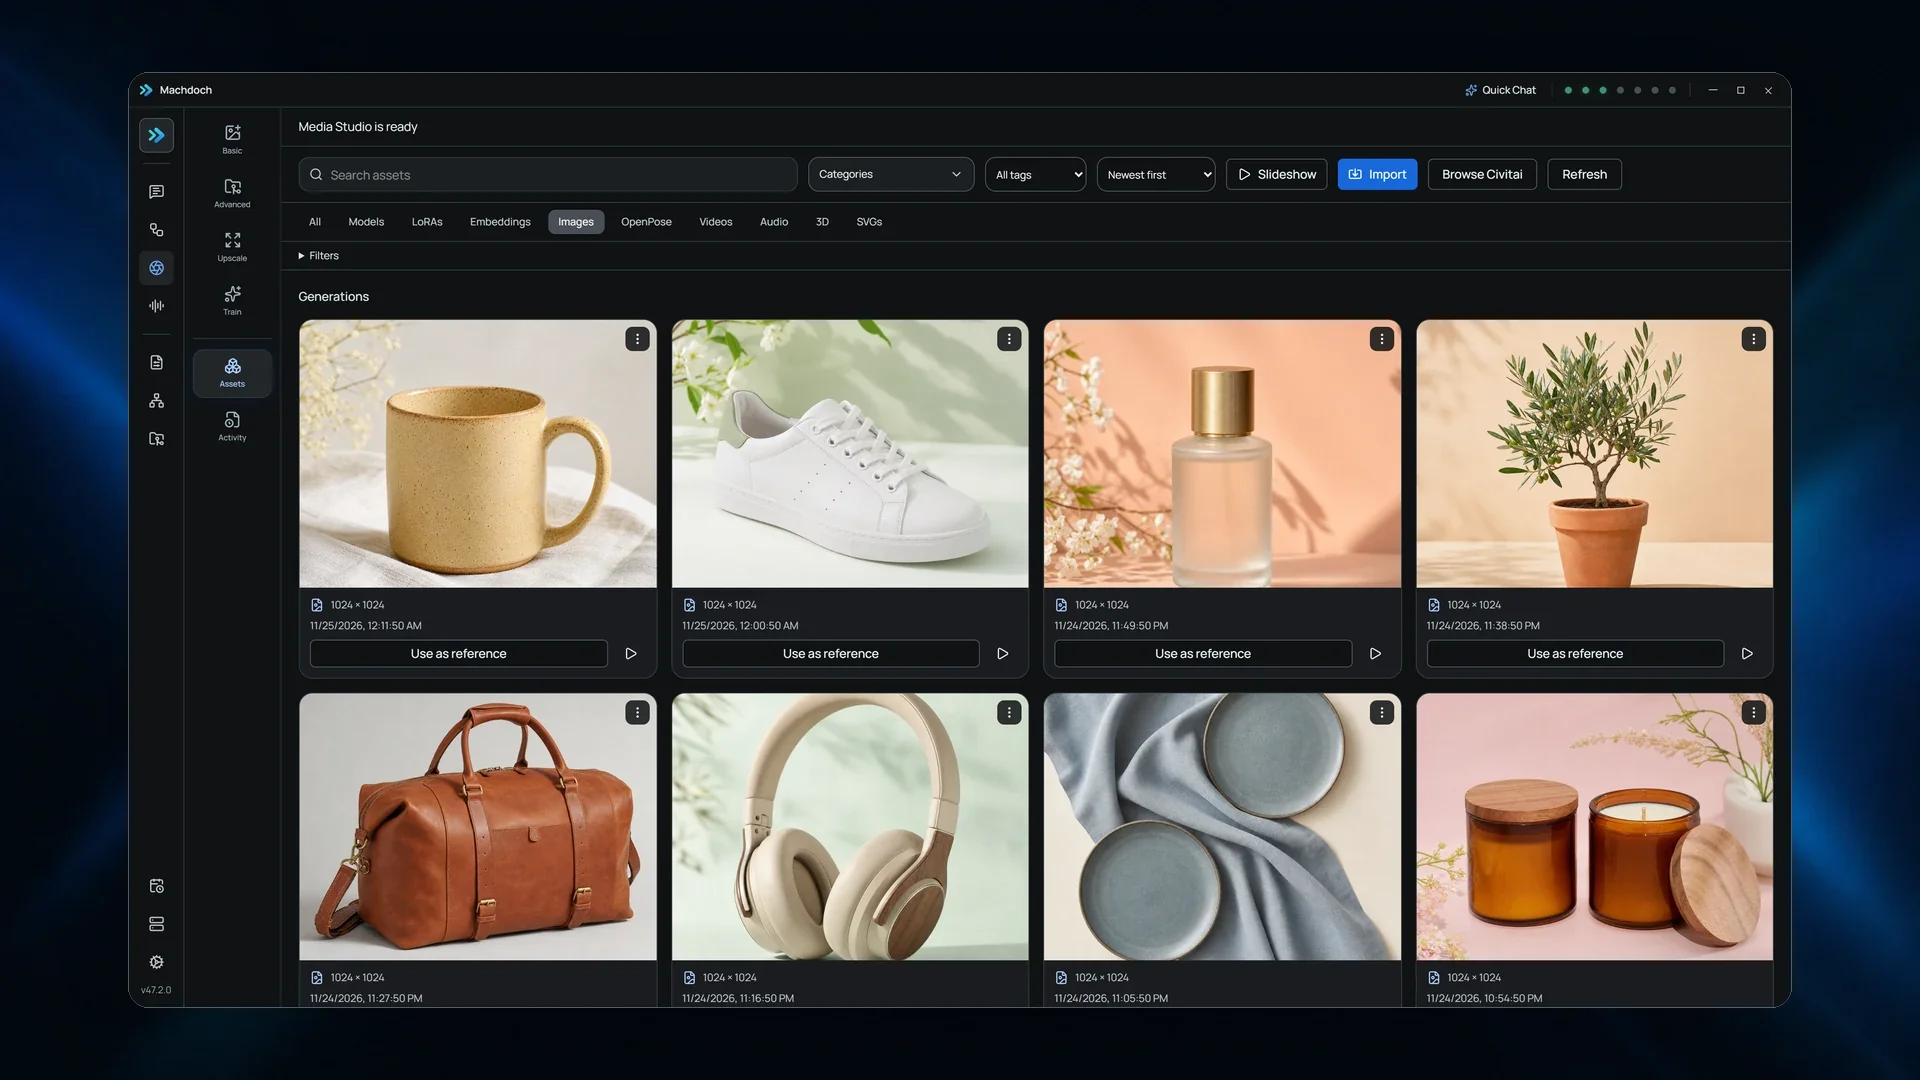 Machdoch
Quick Chat
Basic
Advanced
Upscale
Train
Assets
Activity
v47.2.0
Media Studio is ready
Search assets
Categories
All tags
Newest first
Slideshow
Import
Browse Civitai
Refresh
All
Models
LoRAs
Embeddings
Images
OpenPose
Videos
Audio
3D
SVGs
Filters
Generations
1024 × 1024
11/25/2026, 12:11:50 AM
Use as reference
1024 × 1024
11/25/2026, 12:00:50 AM
Use as reference
1024 × 1024
11/24/2026, 11:49:50 PM
Use as reference
1024 × 1024
11/24/2026, 11:38:50 PM
Use as reference
1024 × 1024
11/24/2026, 11:27:50 PM
1024 × 1024
11/24/2026, 11:16:50 PM
1024 × 1024
11/24/2026, 11:05:50 PM
1024 × 1024
11/24/2026, 10:54:50 PM